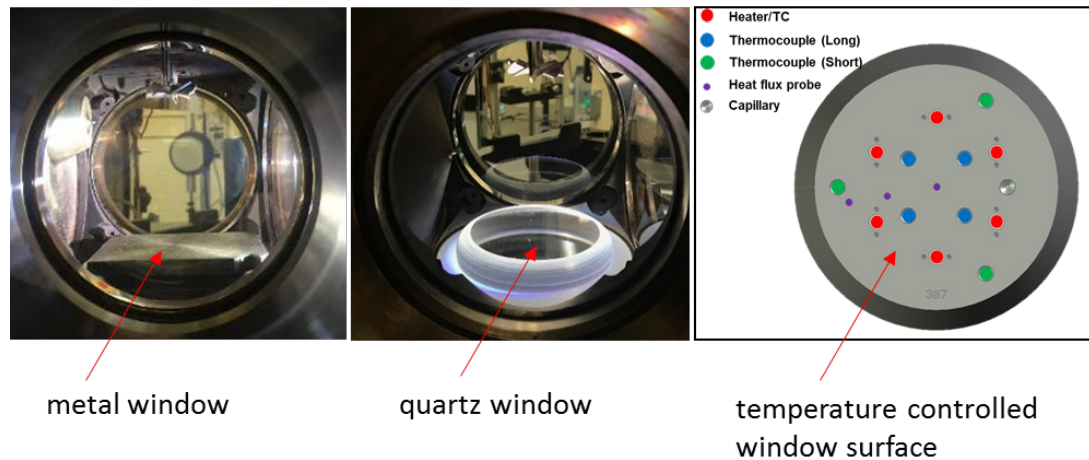 Heater/TC
Thermocouple (Long)
Thermocouple (Short)
Heat flux probe
Capillary
387
metal window
quartz window
temperature controlled
window surface